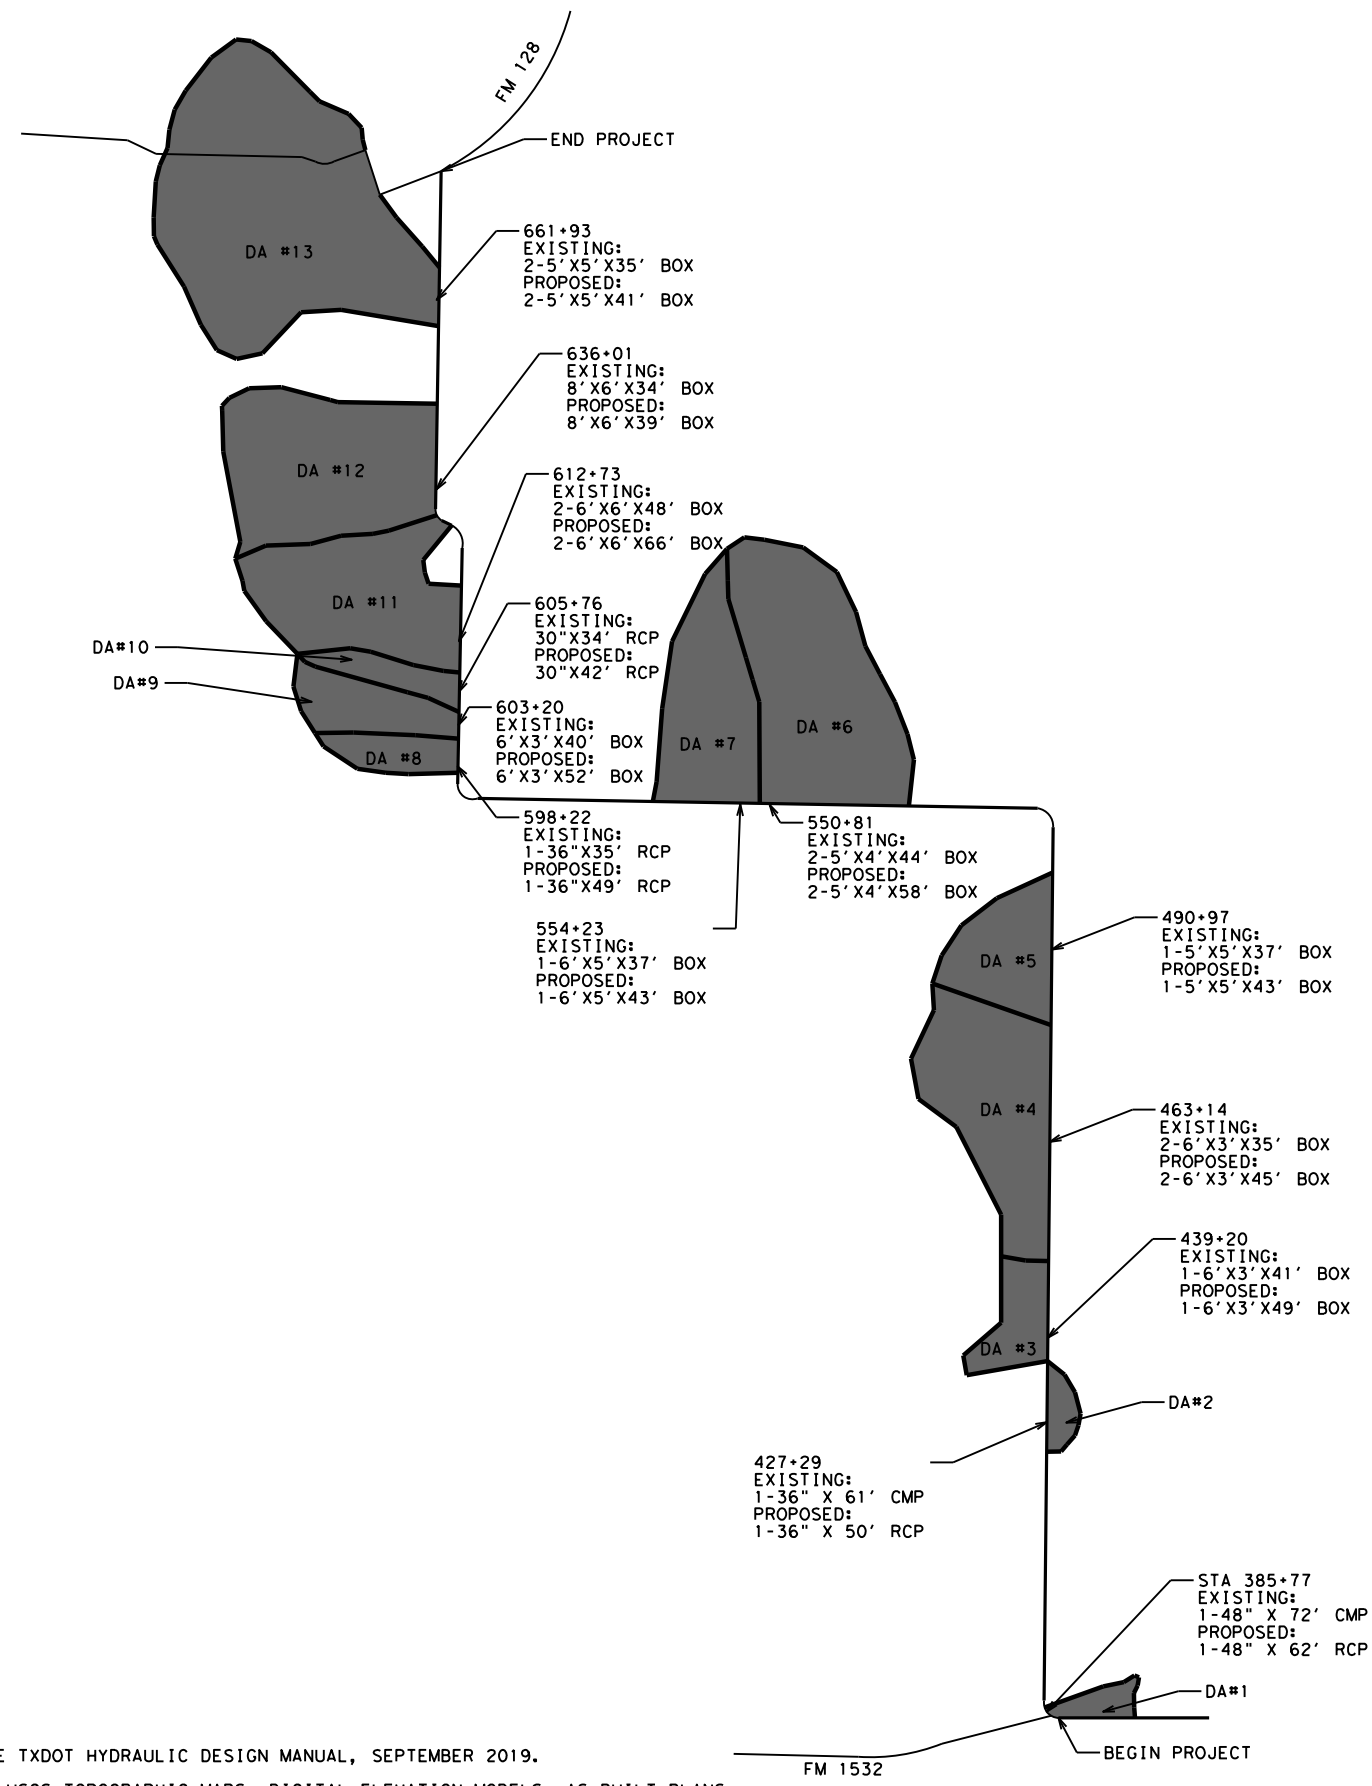 FM 128
END PROJECT
661+93
EXISTING:
2-5'X5'X35' BOX
PROPOSED:
2-5'X5'X41' BOX
DA #13
636+01
EXISTING:
8'X6'X34' BOX
PROPOSED:
8'X6'X39' BOX
DA #12
612+73
EXISTING:
2-6'X6'X48' BOX
PROPOSED:
2-6'X6'X66' BOX
DA #11
605+76
EXISTING:
30"X34' RCP
PROPOSED:
30"X42' RCP
DA#10
DA#9
603+20
EXISTING:
6'X3'X40' BOX
PROPOSED:
6'X3'X52' BOX
DA #8
DA #7
DA #6
598+22
EXISTING:
1-36"X35' RCP
PROPOSED:
1-36"X49' RCP
550+81
EXISTING:
2-5'X4'X44' BOX
PROPOSED:
2-5'X4'X58' BOX
554+23
EXISTING:
1-6'X5'X37' BOX
PROPOSED:
1-6'X5'X43' BOX
490+97
EXISTING:
1-5'X5'X37' BOX
PROPOSED:
1-5'X5'X43' BOX
DA #5
DA #4
463+14
EXISTING:
2-6'X3'X35' BOX
PROPOSED:
2-6'X3'X45' BOX
439+20
EXISTING:
1-6'X3'X41' BOX
PROPOSED:
1-6'X3'X49' BOX
DA #3
DA#2
427+29
EXISTING:
1-36" X 61' CMP
PROPOSED:
1-36" X 50' RCP
STA 385+77
EXISTING:
1-48" X 72' CMP
PROPOSED:
1-48" X 62' RCP
DA#1
BEGIN PROJECT
FM 1532
TXDOT HYDRAULIC DESIGN MANUAL, SEPTEMBER 2019.